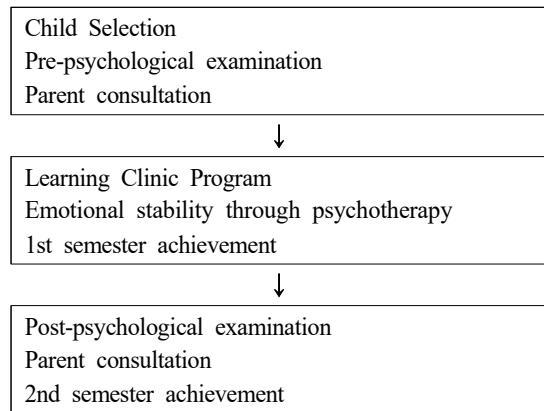 Child Selection
Pre-psychological examination
Parent consultation
Learning Clinic Program
Emotional stability through psychotherapy
1st semester achievement
Post-psychological examination
Parent consultation
2nd semester achievement